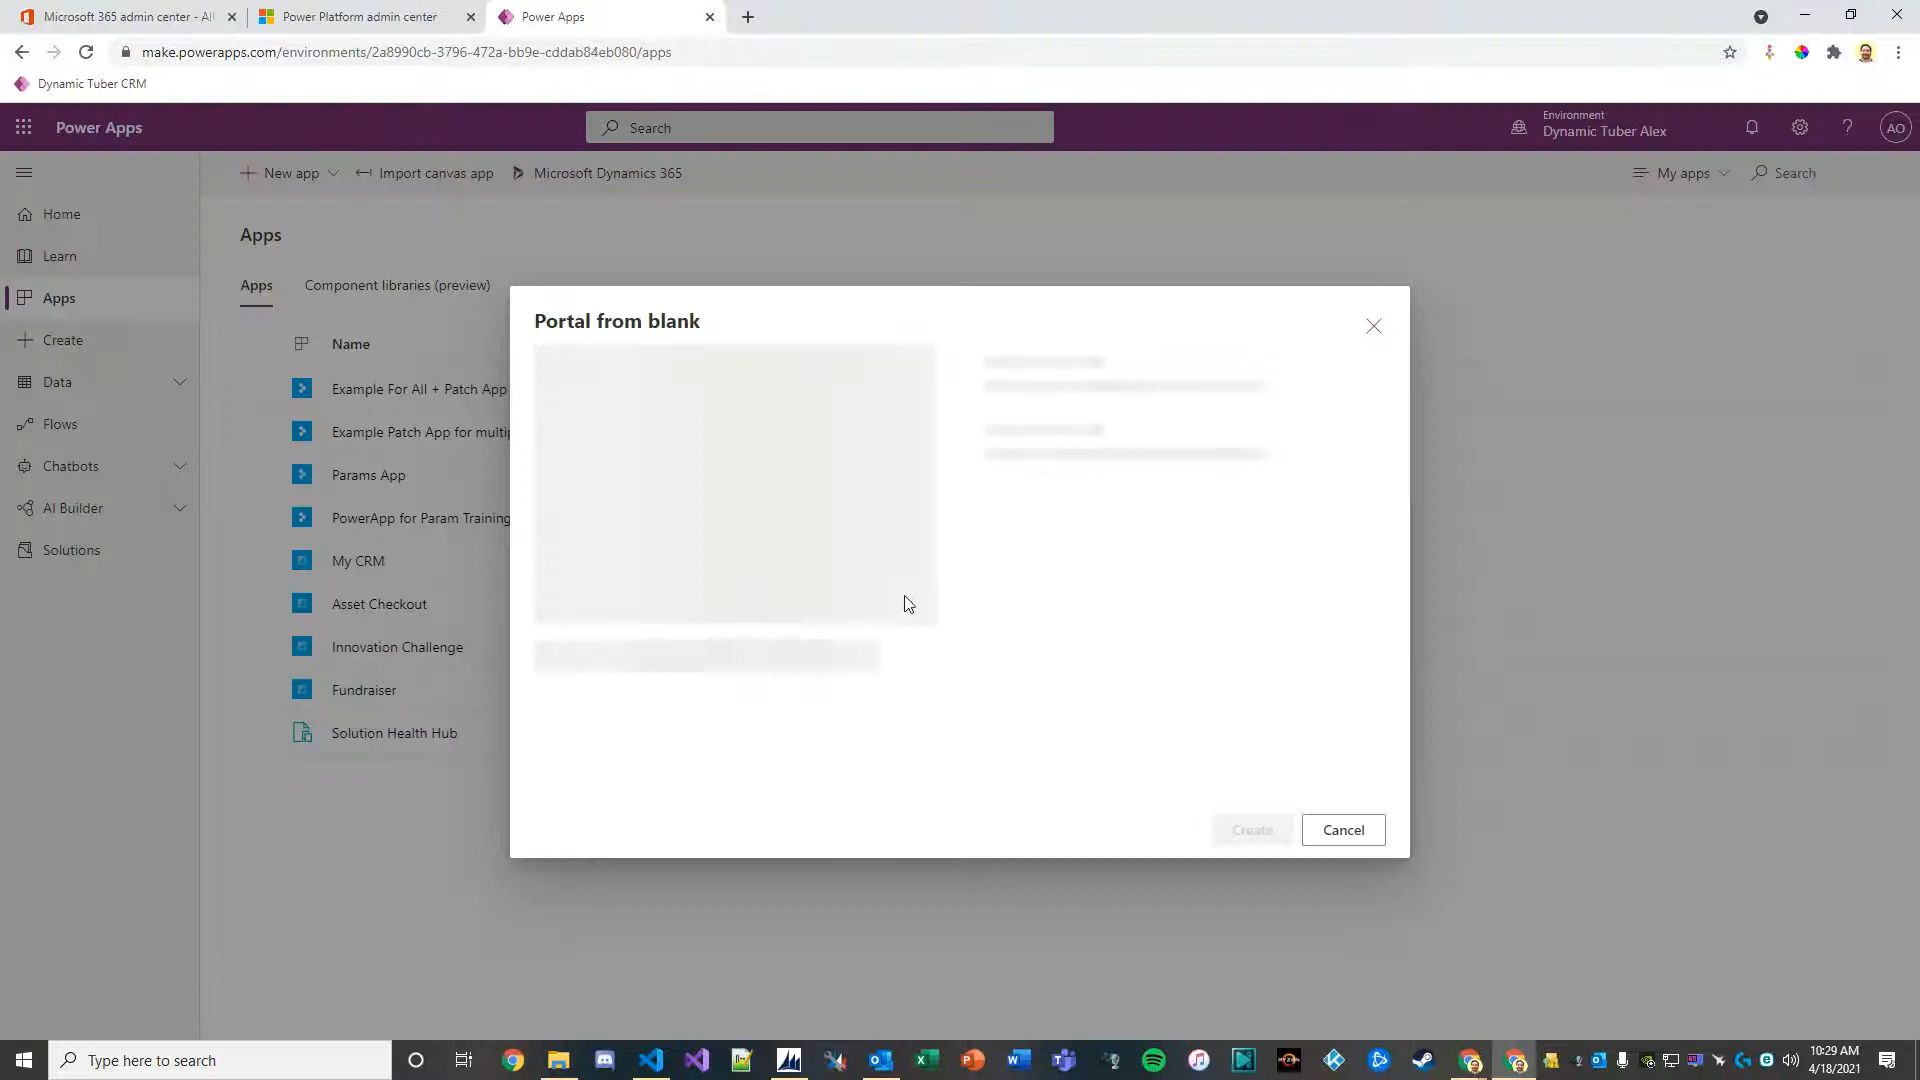 Microsoft 365 admin center - All
Power Platform admin center
Power Apps
make.powerapps.com/environments/2a8990cb-3796-472a-bb9e-cddab84eb080/apps
Dynamic Tuber CRM
Power Apps
Search
Environment
Dynamic Tuber Alex
?
AO
New app
Import canvas app
Microsoft Dynamics 365
My apps
Search
Home
Learn
Apps
Create
Data
Flows
Chatbots
AI Builder
Solutions
Apps
Apps
Component libraries (preview)
Name
Example For All + Patch App
Example Patch App for multip
Params App
PowerApp for Param Training
My CRM
Asset Checkout
Innovation Challenge
Fundraiser
Solution Health Hub
Portal from blank
Create
Cancel
Type here to search
10:29 AM
4/18/2021